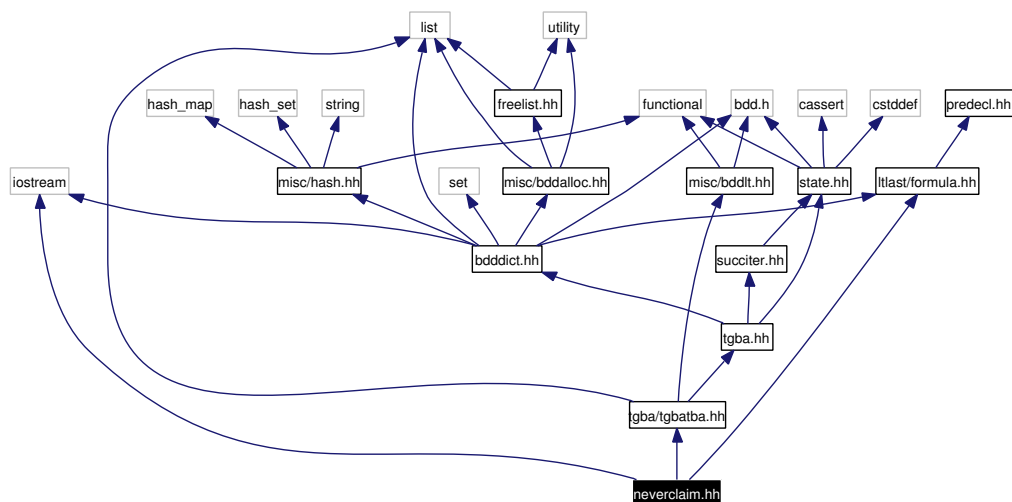 list
utility
hash_map
hash_set
string
freelist.hh
functional
bdd.h
cassert
cstddef
predecl.hh
iostream
misc/hash.hh
set
misc/bddalloc.hh
misc/bddlt.hh
state.hh
ltlast/formula.hh
bdddict.hh
succiter.hh
tgba.hh
tgba/tgbatba.hh
neverclaim.hh